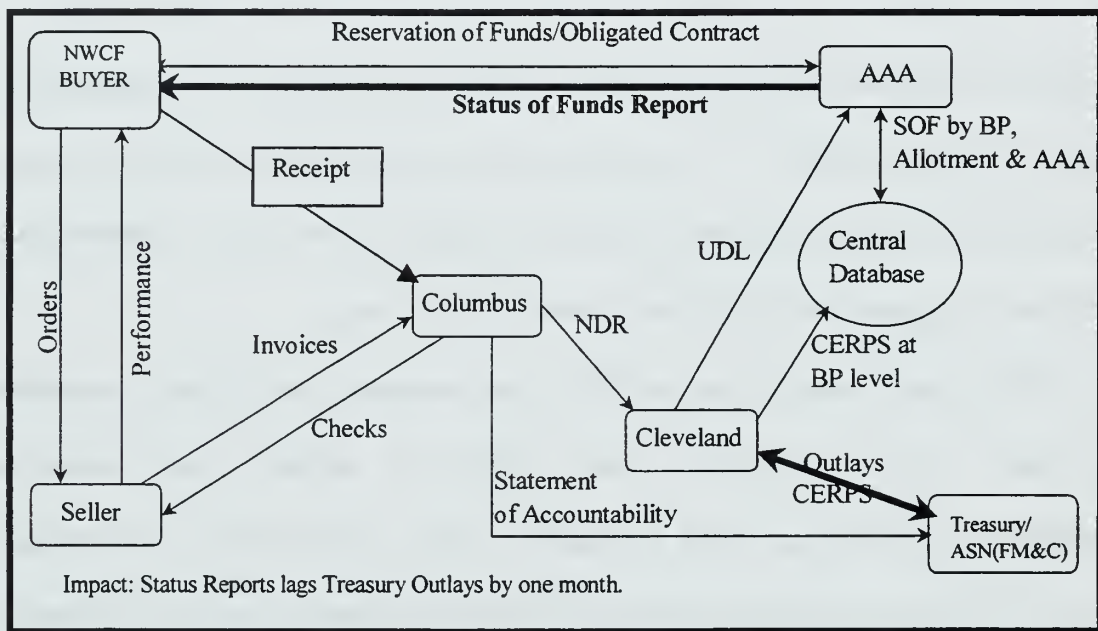 Reservation of Funds/Obligated Contract
NWCF
BUYER
AAA
Status of Funds Report
SOF by BP,
Allotment & AAA
Receipt
Central
Database
UDL
Orders
Performance
Columbus
Invoices
NDR
CERPS at
BP level
Checks
Cleveland
Outlays
CERPS
Statement
of Accountability
Seller
Treasury/
ASN(FM&C)
Impact: Status Reports lags Treasury Outlays by one month.